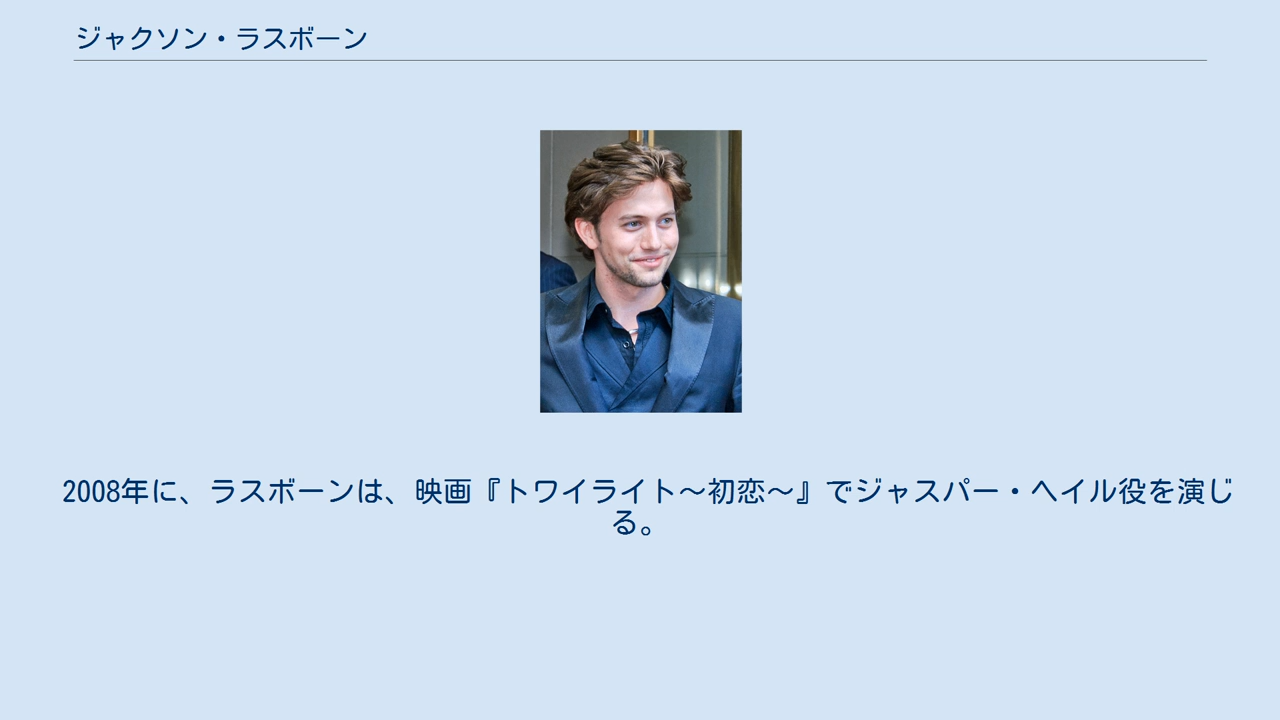 ジャクソン・ラスボーン
2008年に、ラスボーンは、映画『トワイライト〜初恋〜』でジャスパー・ヘイル役を演じ
る。